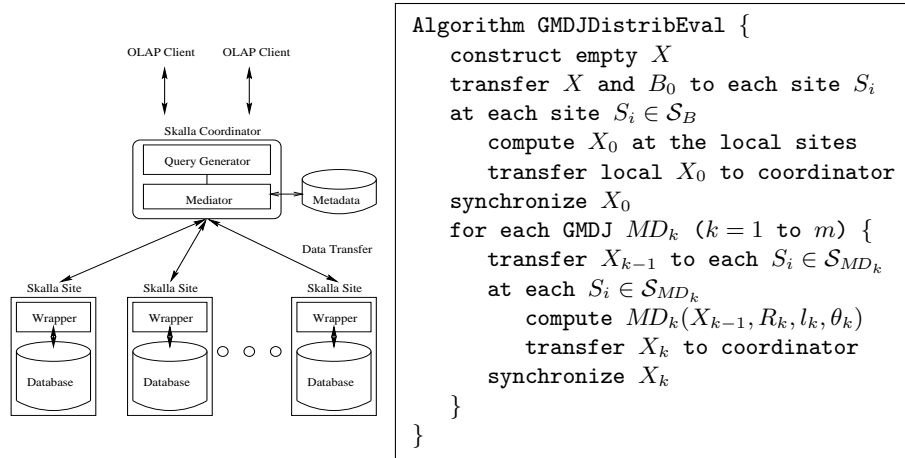 OLAP Client OLAP Client
Skalla Coordinator
Query Generator
Mediator
Metadata
Data Transfer
Skalla Site Skalla Site Skalla Site
Wrapper Wrapper Wrapper
Database Database Database
Algorithm GMDJDistribEval {
construct empty X
transfer X and B₀ to each site Sᵢ
at each site Sᵢ ∈ S_B
compute X₀ at the local sites
transfer local X₀ to coordinator
synchronize X₀
for each GMDJ MDₖ (k = 1 to m) {
transfer Xₖ₋₁ to each Sᵢ ∈ S_MDₖ
at each Sᵢ ∈ S_MDₖ
compute MDₖ(Xₖ₋₁, Rₖ, lₖ, θₖ)
transfer Xₖ to coordinator
synchronize Xₖ
}
}